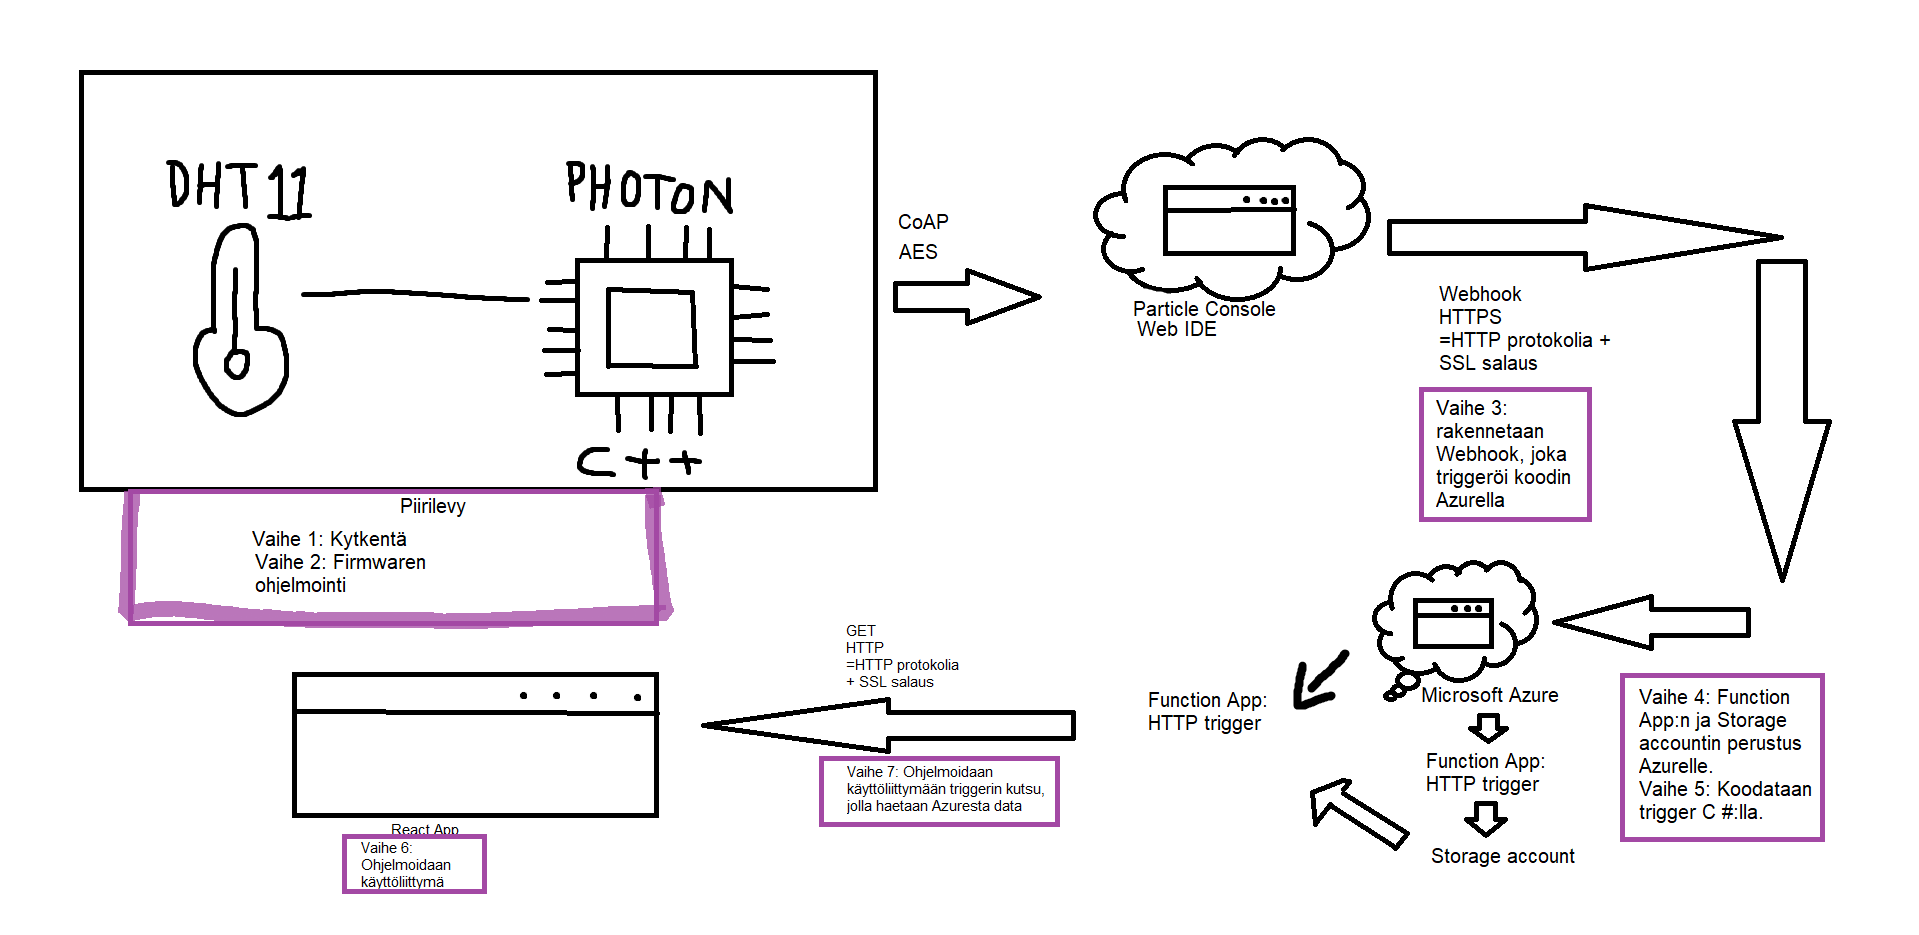 DHT 11
PHOTON
C++
CoAP
AES
Particle Console
Web IDE
Webhook
HTTPS
=HTTP protokolia +
SSL salaus
Vaihe 3:
rakennetaan
Webhook, joka
triggeröi koodin
Azurella
Piirilevy
Vaihe 1: Kytkentä
Vaihe 2: Firmwaren
ohjelmointi
Microsoft Azure
Function App:
HTTP trigger
Storage account
Vaihe 4: Function
App:n ja Storage
accountin perustus
Azurelle.
Vaihe 5: Koodataan
trigger C #:lla.
Function App:
HTTP trigger
GET
HTTP
=HTTP protokolia
+ SSL salaus
Vaihe 7: Ohjelmoidaan
käyttöliittymään triggerin kutsu,
jolla haetaan Azuresta data
React App
Vaihe 6:
Ohjelmoidaan
käyttöliittymä